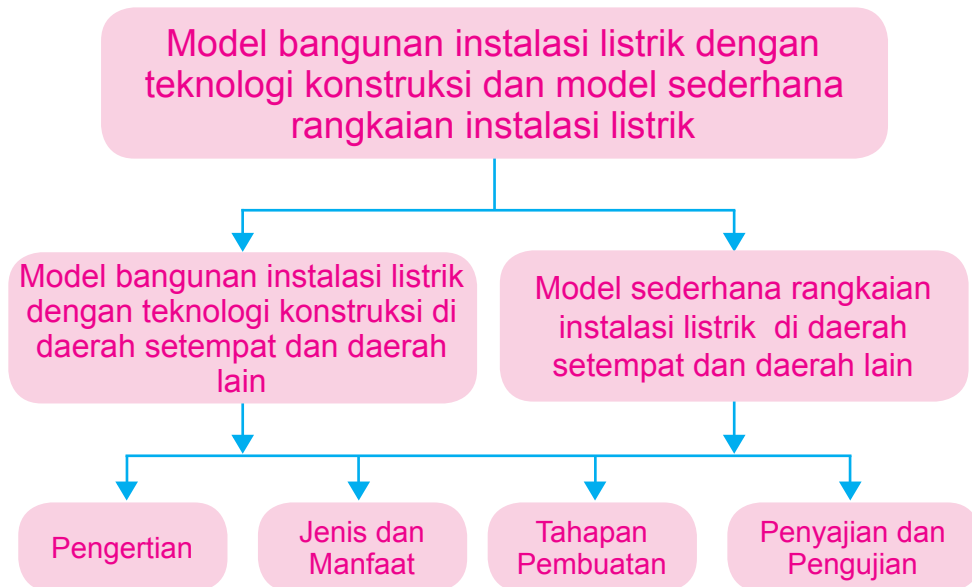 Model bangunan instalasi listrik dengan
teknologi konstruksi dan model sederhana
rangkaian instalasi listrik
Model bangunan instalasi listrik
dengan teknologi konstruksi di
daerah setempat dan daerah
lain
Model sederhana rangkaian
instalasi listrik di daerah
setempat dan daerah lain
Pengertian
Jenis dan
Manfaat
Tahapan
Pembuatan
Penyajian dan
Pengujian